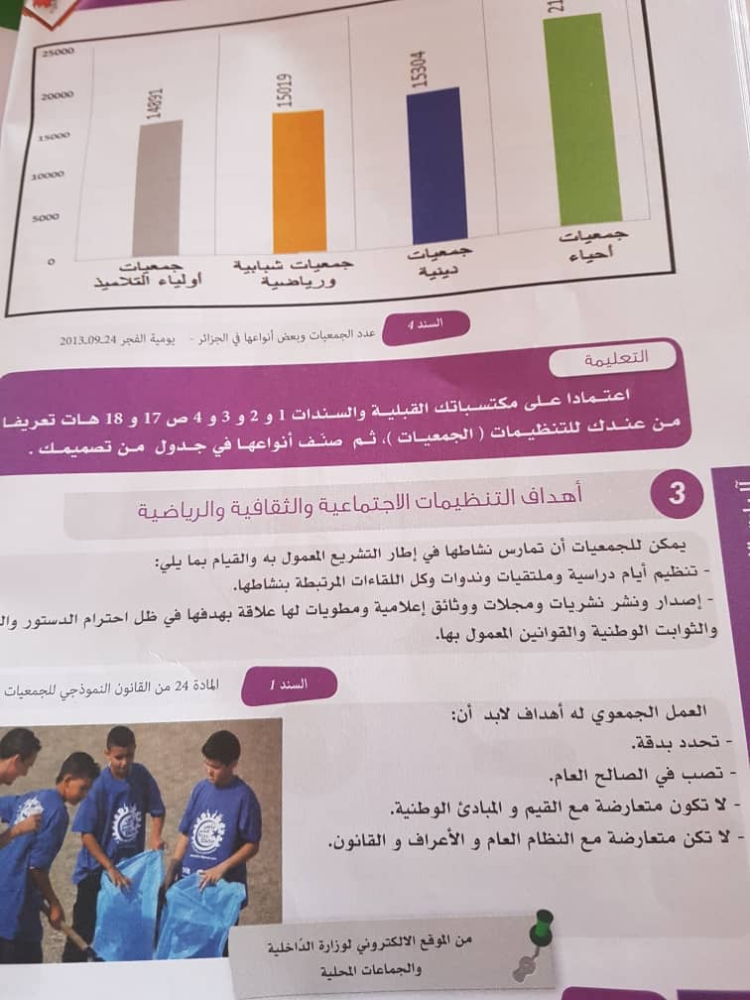 25000
20000
15000
10000
5000
0
14891
15019
15304
21
جمعيات أولياء التلاميذ
جمعيات شبابية ورياضية
جمعيات دينية
جمعيات أحياء
السند 4
عدد الجمعيات وبعض أنواعها في الجزائر - يومية الفجر 24-09-2013
التعليمة
اعتمادا على مكتسباتك القبلية والسندات 1 و 2 و 3 و 4 ص 17 و 18 هات تعريفا
من عندك للتنظيمات ( الجمعيات )، ثم صنّف أنواعها في جدول من تصميمك .
3
أهداف التنظيمات الاجتماعية والثقافية والرياضية
يمكن للجمعيات أن تمارس نشاطها في إطار التشريع المعمول به والقيام بما يلي:
- تنظيم أيام دراسية وملتقيات وندوات وكل اللقاءات المرتبطة بنشاطها.
- إصدار ونشر نشريات ومجلات ووثائق إعلامية ومطويات لها علاقة بهدفها في ظل احترام الدستور
والثوابت الوطنية والقوانين المعمول بها.
السند 1
المادة 24 من القانون النموذجي للجمعيات
العمل الجمعوي له أهداف لابد أن:
- تحدد بدقة.
- تصب في الصالح العام.
- لا تكون متعارضة مع القيم و المبادئ الوطنية.
- لا تكن متعارضة مع النظام العام و الأعراف و القانون.
من الموقع الالكتروني لوزارة الدّاخلية
والجماعات المحلية